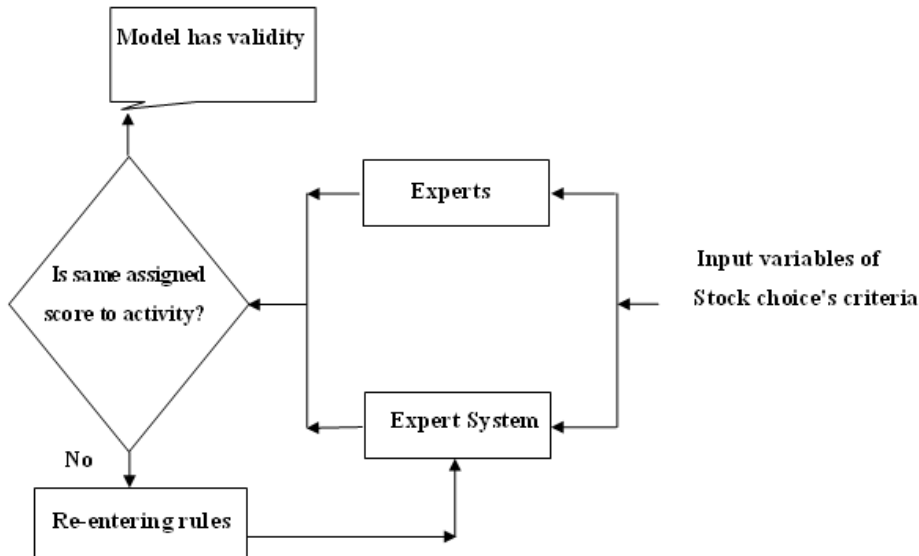 Model has validity
Experts
Is same assigned
score to activity?
Input variables of
Stock choice's criteria
Expert System
No
Re-entering rules